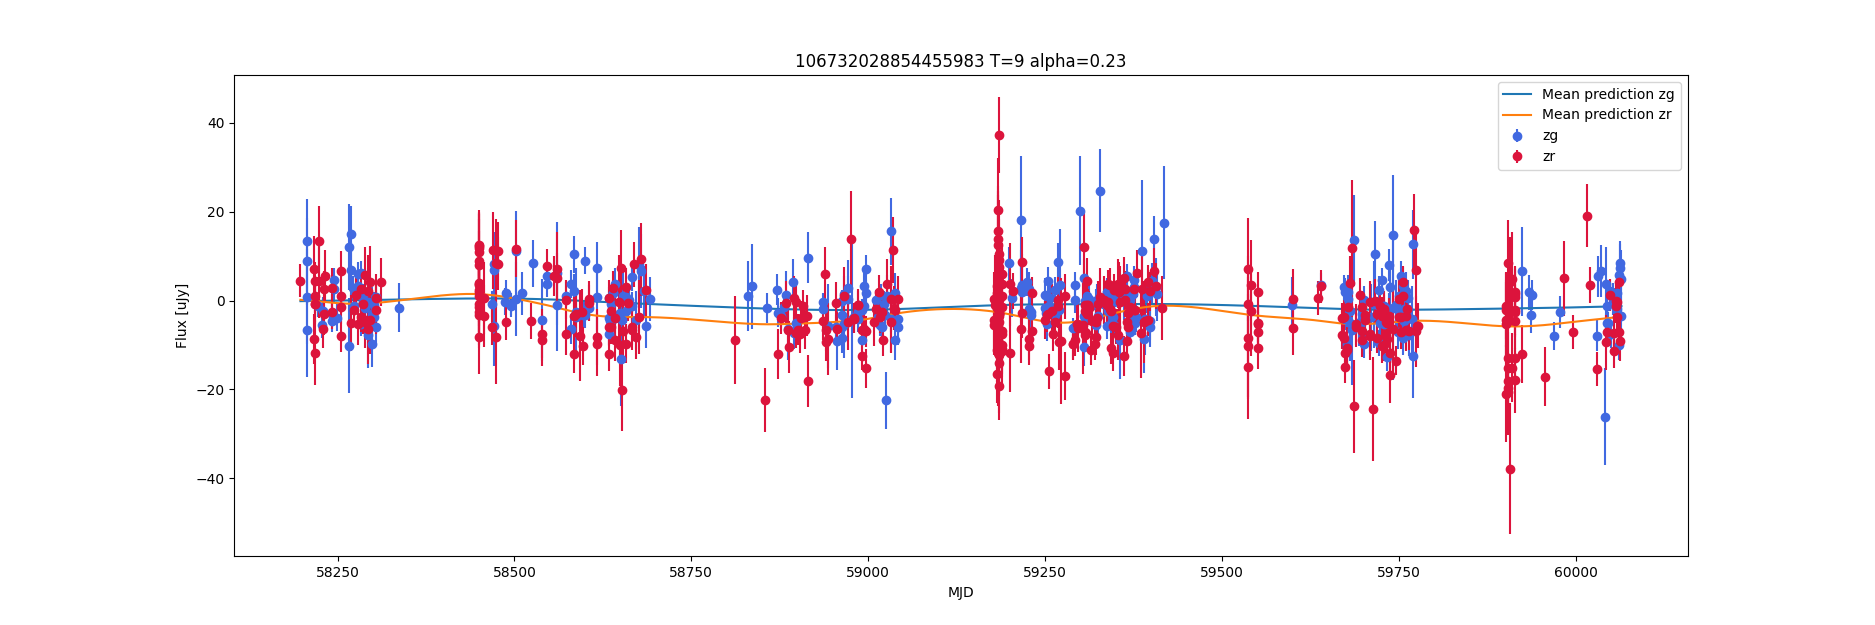 106732028854455983 T=9 alpha=0.23
Mean prediction zg
Mean prediction zr
zg
zr
40
20
0
−20
−40
Flux [uJy]
58250
58500
58750
59000
59250
59500
59750
60000
MJD